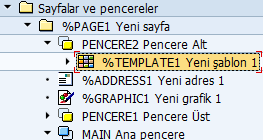 Sayfalar ve pencereler
%PAGE1 Yeni sayfa
PENCERE2 Pencere Alt
%TEMPLATE1 Yeni şablon 1
%ADDRESS1 Yeni adres 1
%GRAPHIC1 Yeni grafik 1
PENCERE1 Pencere Üst
MAIN Ana pencere